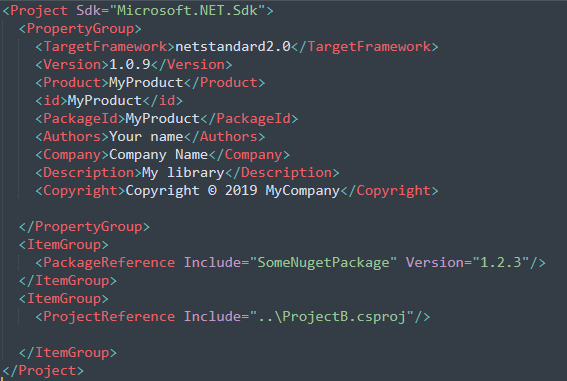 <Project Sdk="Microsoft.NET.Sdk">
<PropertyGroup>
<TargetFramework>netstandard2.0</TargetFramework>
<Version>1.0.9</Version>
<Product>MyProduct</Product>
<id>MyProduct</id>
<PackageId>MyProduct</PackageId>
<Authors>Your name</Authors>
<Company>Company Name</Company>
<Description>My library</Description>
<Copyright>Copyright © 2019 MyCompany</Copyright>
</PropertyGroup>
<ItemGroup>
<PackageReference Include="SomeNugetPackage" Version="1.2.3"/>
</ItemGroup>
<ItemGroup>
<ProjectReference Include="..\ProjectB.csproj"/>
</ItemGroup>
</Project>